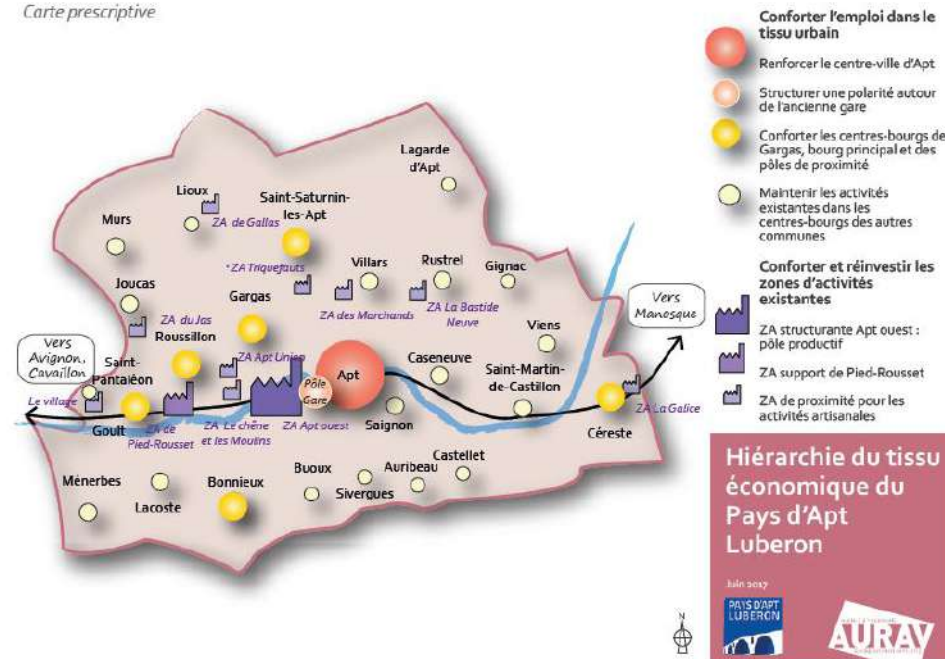 Carte prescriptive
Lagarde
d'Apt
Lioux
ZA de Gallas
Saint-Saturnin-
les-Apt
Murs
*ZA Triquefauts
Villars
Rustrel
Gignac
Joucas
Gargas
ZA des Marchands
ZA La Bastide
Neuve
Vers
Manosque
ZA du Jas
Roussillon
Viens
Vers
Avignon,
Cavaillon
Saint-
Pantaléon
ZA Apt Union
Pôle
Gare
Apt
Caseneuve
Saint-Martin-
de-Castillon
Le village
Goult
ZA de
Pied-Rousset
ZA Le chêne
et les Moulins
ZA Apt ouest
Saignon
ZA La Galice
Céreste
Ménerbes
Lacoste
Bonnieux
Buoux
Sivergues
Auribeau
Castellet
Conforter l'emploi dans le
tissu urbain
Renforcer le centre-ville d'Apt
Structurer une polarité autour
de l'ancienne gare
Conforter les centres-bourgs de
Gargas, bourg principal et des
pôles de proximité
Maintenir les activités
existantes dans les
centres-bourgs des autres
communes
Conforter et réinvestir les
zones d'activités
existantes
ZA structurante Apt ouest :
pôle productif
ZA support de Pied-Rousset
ZA de proximité pour les
activités artisanales
Hiérarchie du tissu
économique du
Pays d'Apt
Luberon
Juin 2017
N
PAYS D'APT
LUBERON
AURAV